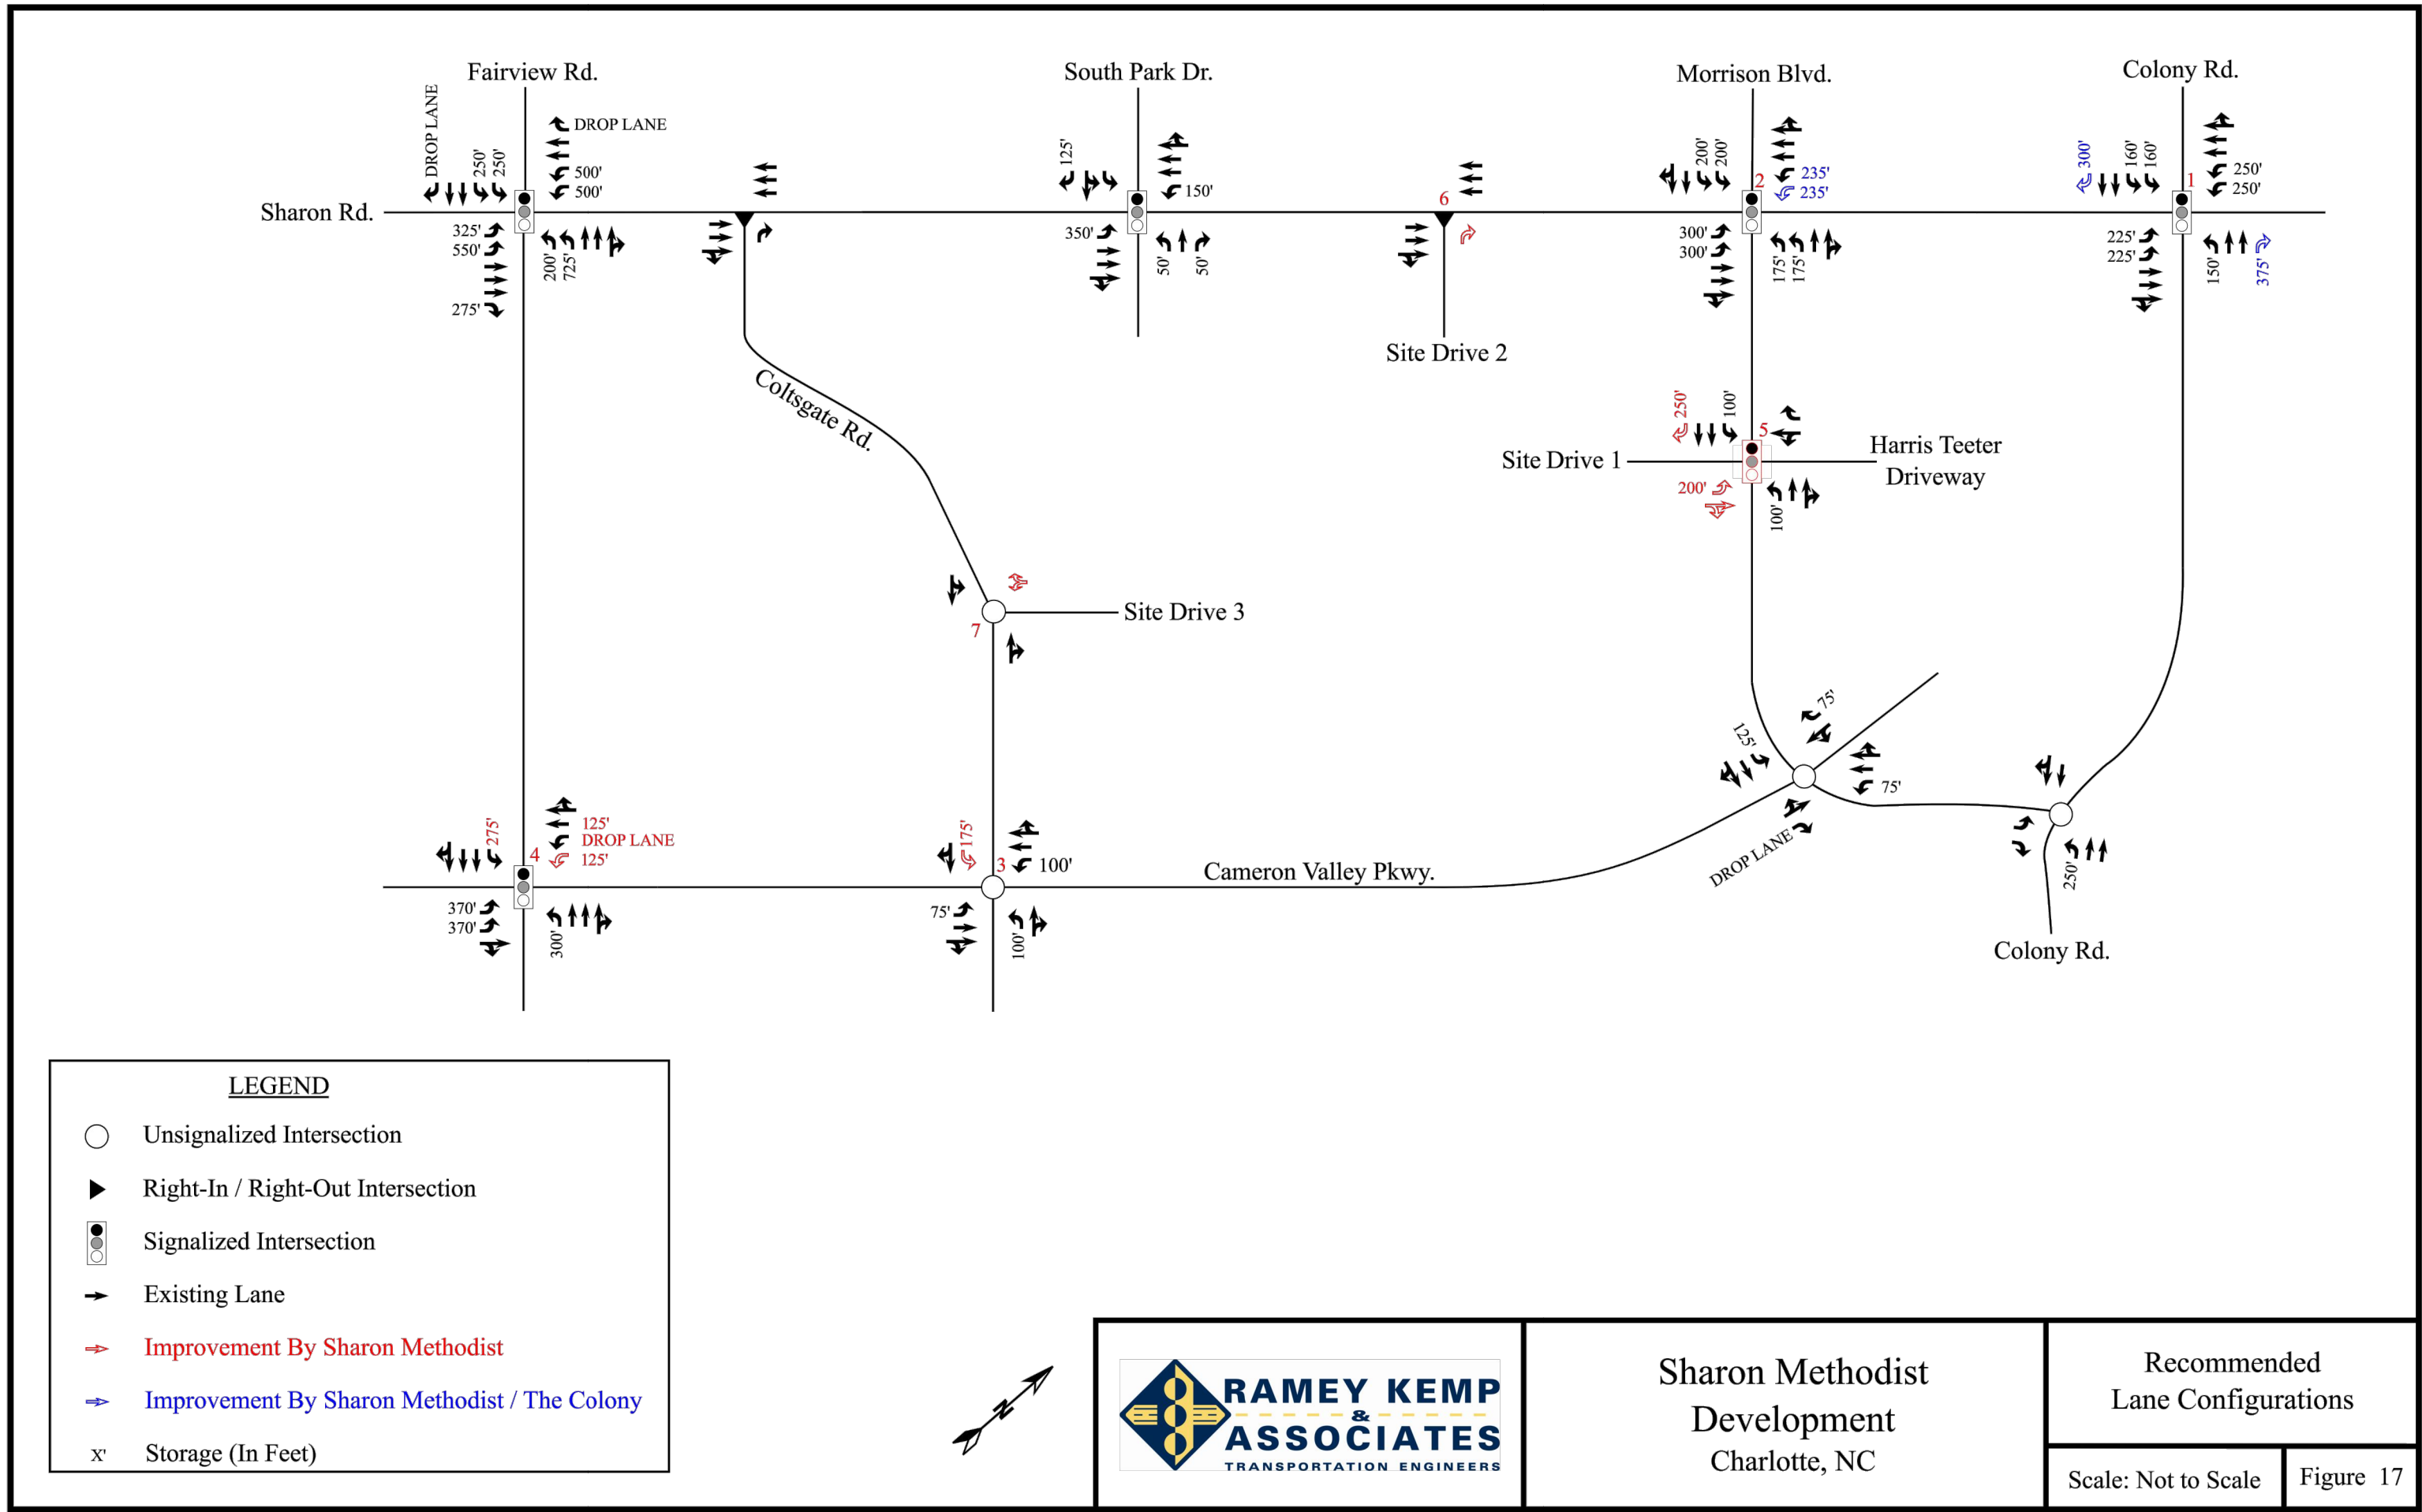 Fairview Rd.
South Park Dr.
Morrison Blvd.
Colony Rd.
DROP LANE
250'
250'
DROP LANE
500'
500'
125'
150'
200'
200'
2
235'
235'
300'
160'
160'
1
250'
250'
6
Sharon Rd.
325'
550'
275'
200'
725'
350'
50'
50'
300'
300'
175'
175'
225'
225'
150'
375'
Site Drive 2
Coltsgate Rd.
250'
100'
5
Site Drive 1
Harris Teeter
Driveway
200'
100'
7
Site Drive 3
75'
125'
75'
DROP LANE
250'
Colony Rd.
275'
4
125'
DROP LANE
125'
175'
3
100'
Cameron Valley Pkwy.
370'
370'
300'
75'
100'
LEGEND
Unsignalized Intersection
Right-In / Right-Out Intersection
Signalized Intersection
Existing Lane
Improvement By Sharon Methodist
Improvement By Sharon Methodist / The Colony
X' Storage (In Feet)
N
RAMEY KEMP
&
ASSOCIATES
TRANSPORTATION ENGINEERS
Sharon Methodist
Development
Charlotte, NC
Recommended
Lane Configurations
Scale: Not to Scale
Figure 17